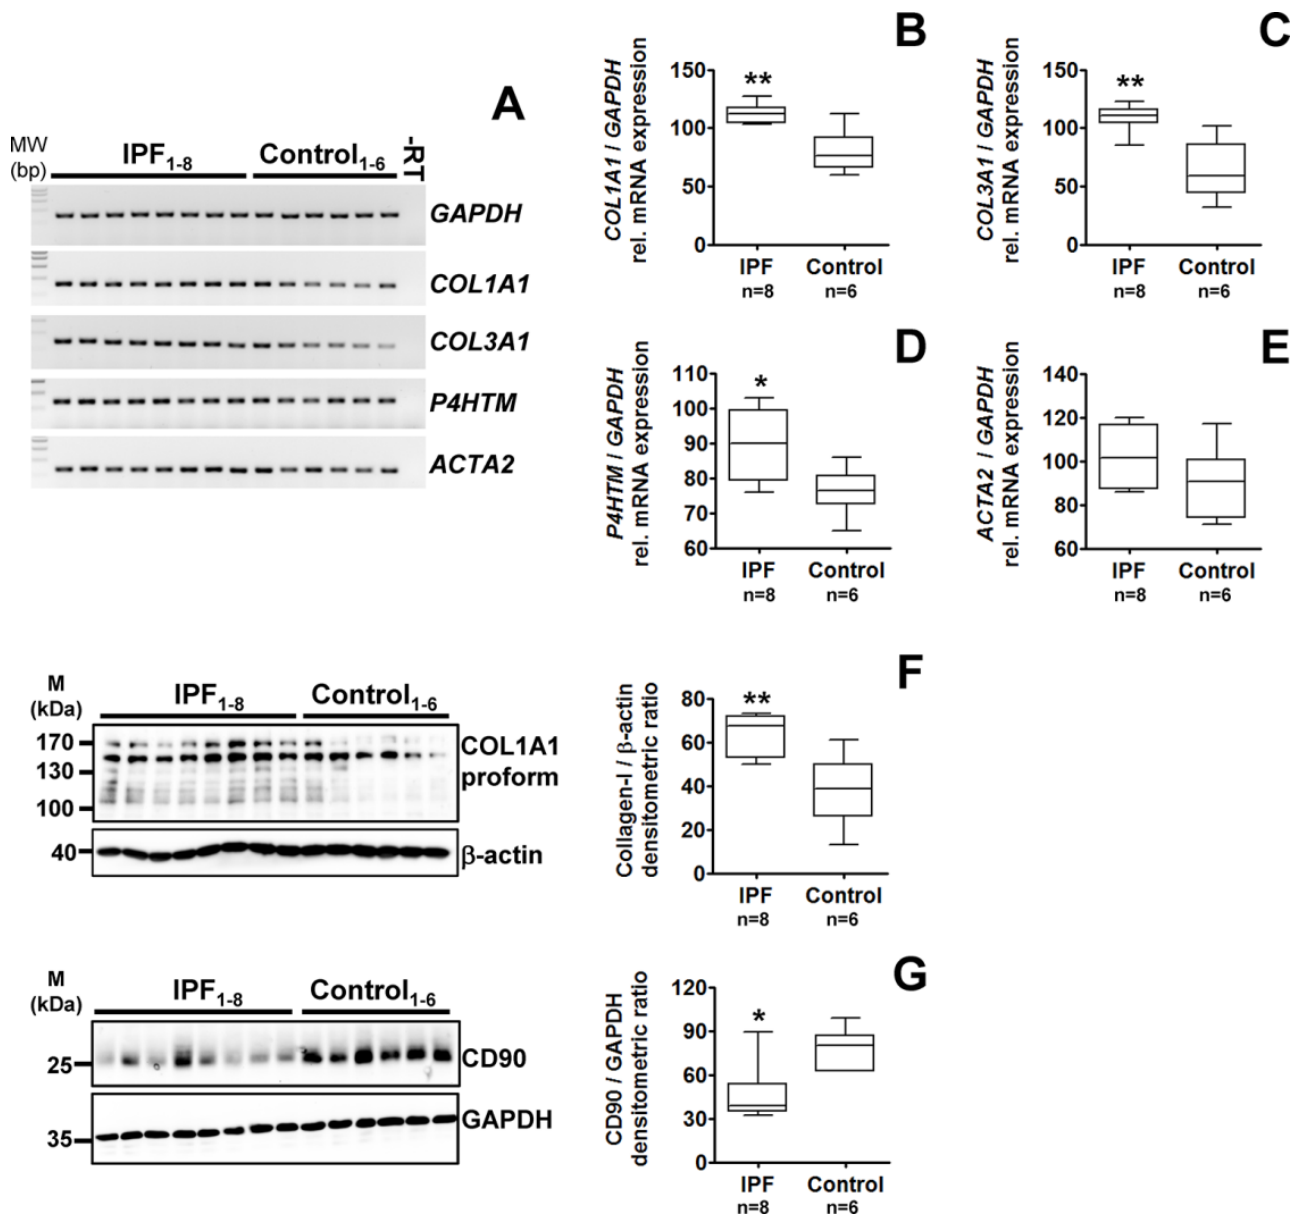 A
MW
(bp)
IPF1-8
Control1-6
-RT
GAPDH
COL1A1
COL3A1
P4HTM
ACTA2
B
COL1A1 / GAPDH
rel. mRNA expression
150
100
50
0
**
IPF
n=8
Control
n=6
C
COL3A1 / GAPDH
rel. mRNA expression
150
100
50
0
**
IPF
n=8
Control
n=6
D
P4HTM / GAPDH
rel. mRNA expression
110
100
90
80
70
60
*
IPF
n=8
Control
n=6
E
ACTA2 / GAPDH
rel. mRNA expression
140
120
100
80
60
IPF
n=8
Control
n=6
M
(kDa)
IPF1-8
Control1-6
170
130
100
COL1A1
proform
40
β-actin
F
Collagen-I / β-actin
densitometric ratio
80
60
40
20
0
**
IPF
n=8
Control
n=6
M
(kDa)
IPF1-8
Control1-6
25
CD90
35
GAPDH
G
CD90 / GAPDH
densitometric ratio
120
90
60
30
0
*
IPF
n=8
Control
n=6